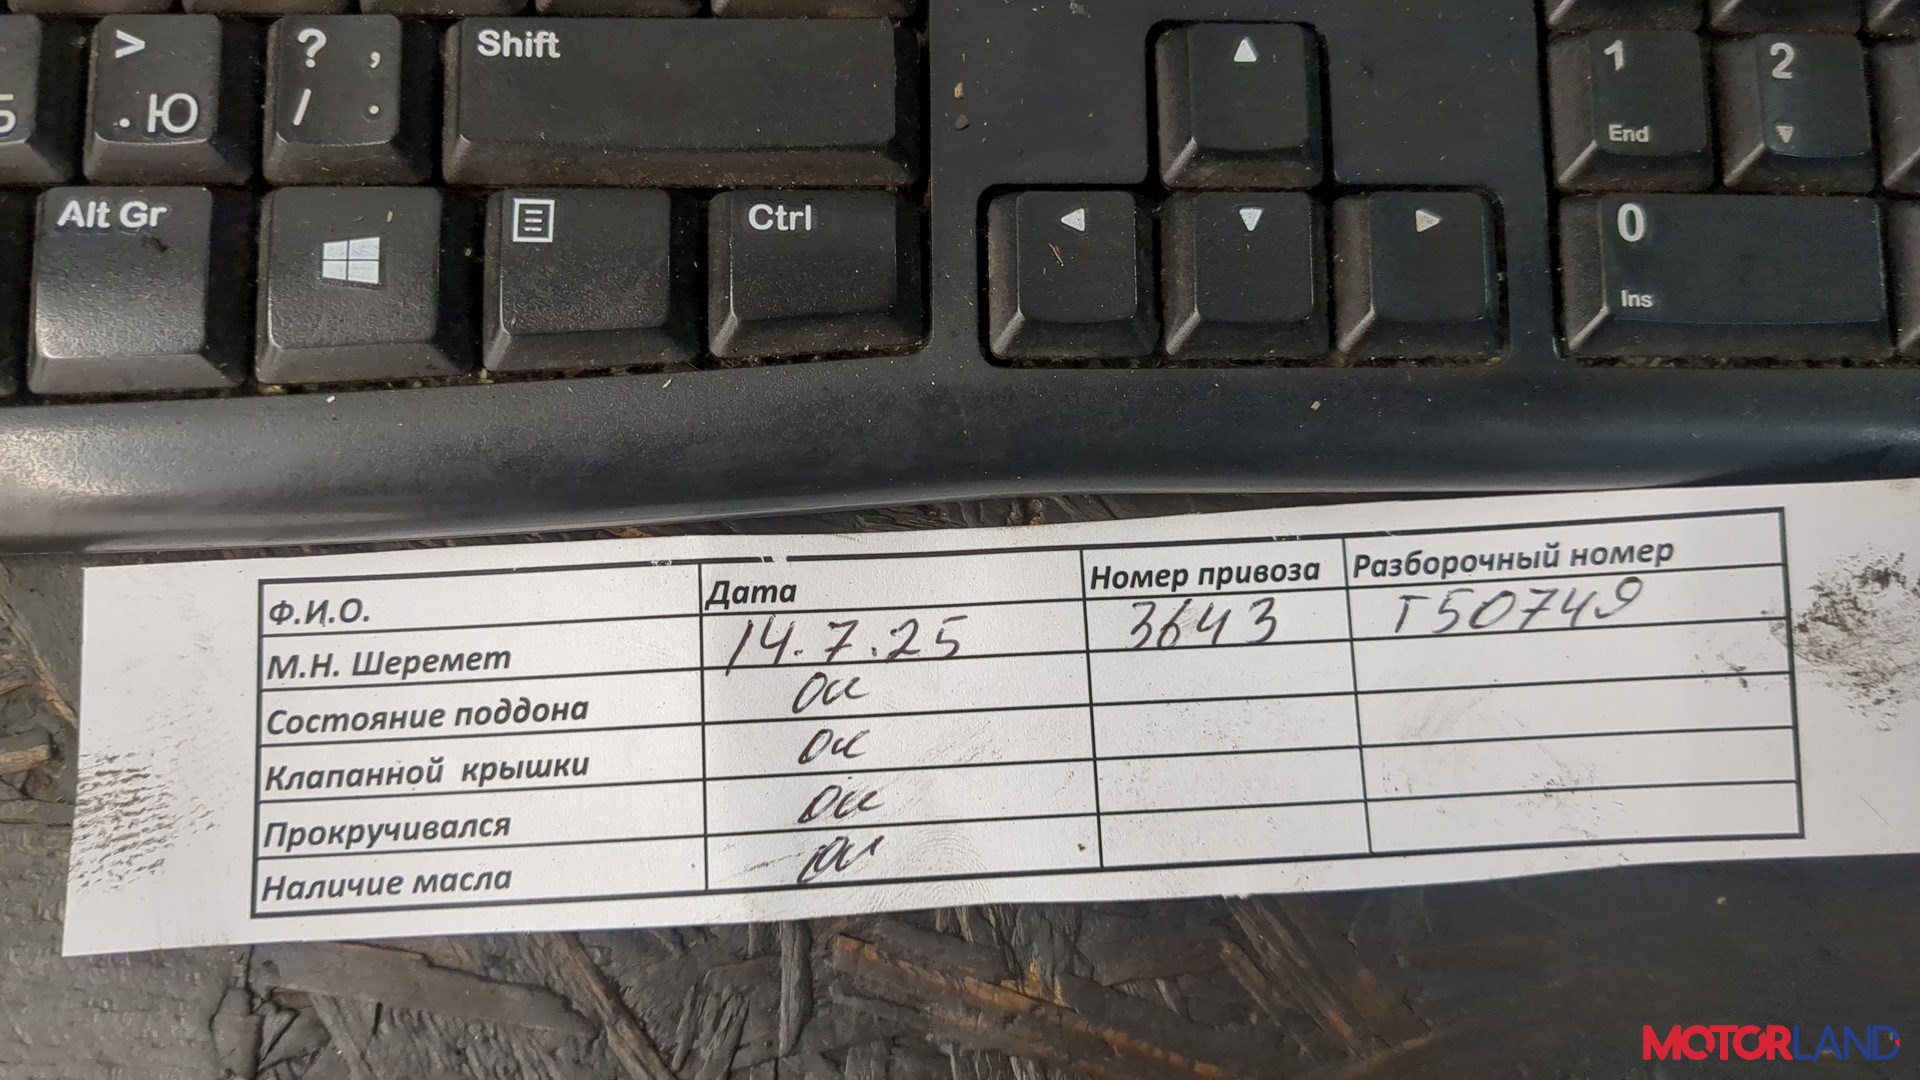 Б > .Ю ? , / . Shift 1 End 2
Alt Gr Ctrl 0 Ins
Ф.И.О. Дата Номер привоза Разборочный номер
М.Н. Шеремет 14.7.25 3643 Т50749
Состояние поддона ок
Клапанной крышки ок
Прокручивался ок
Наличие масла ок
MOTORLAND